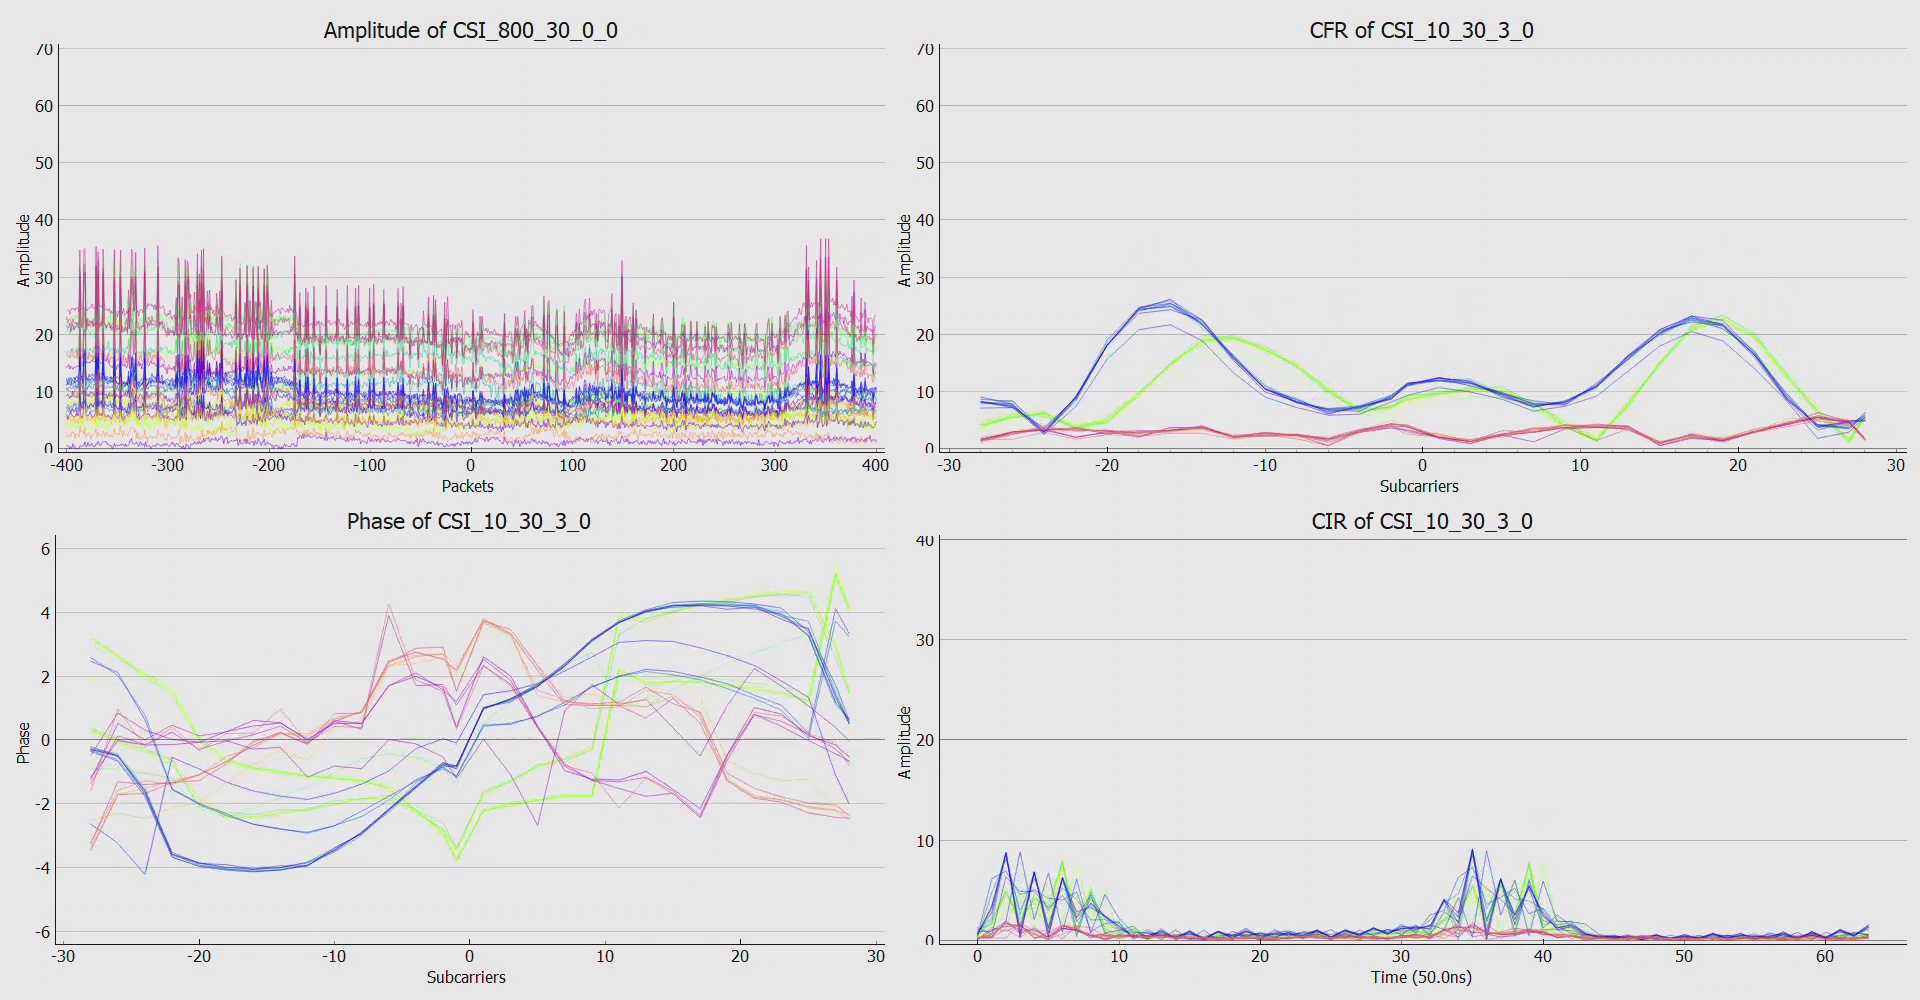 Amplitude of CSI_800_30_0_0
70
60
50
40
30
20
10
0
Amplitude
-400 -300 -200 -100 0 100 200 300 400
Packets
CFR of CSI_10_30_3_0
70
60
50
40
30
20
10
0
Amplitude
-30 -20 -10 0 10 20 30
Subcarriers
Phase of CSI_10_30_3_0
6
4
2
0
-2
-4
-6
Phase
-30 -20 -10 0 10 20 30
Subcarriers
CIR of CSI_10_30_3_0
40
30
20
10
0
Amplitude
0 10 20 30 40 50 60
Time (50.0ns)